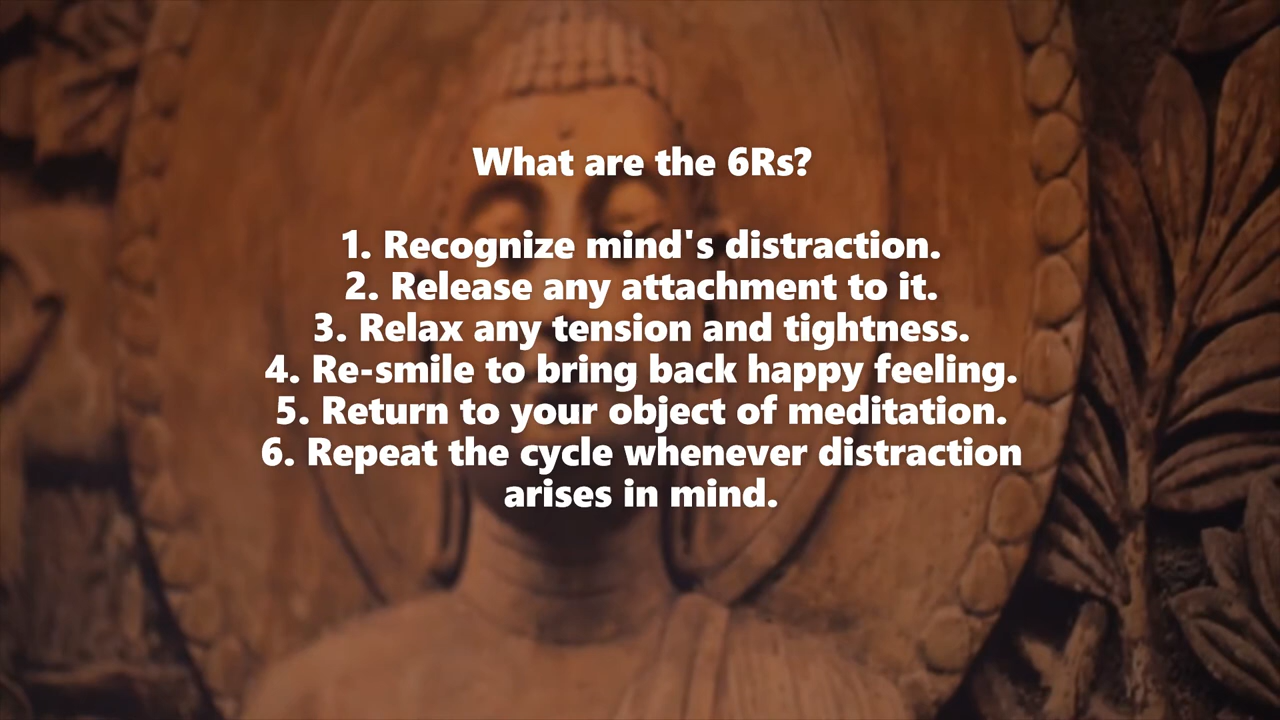 What are the 6Rs?
1. Recognize mind's distraction.
2. Release any attachment to it.
3. Relax any tension and tightness.
4. Re-smile to bring back happy feeling.
5. Return to your object of meditation.
6. Repeat the cycle whenever distraction
arises in mind.